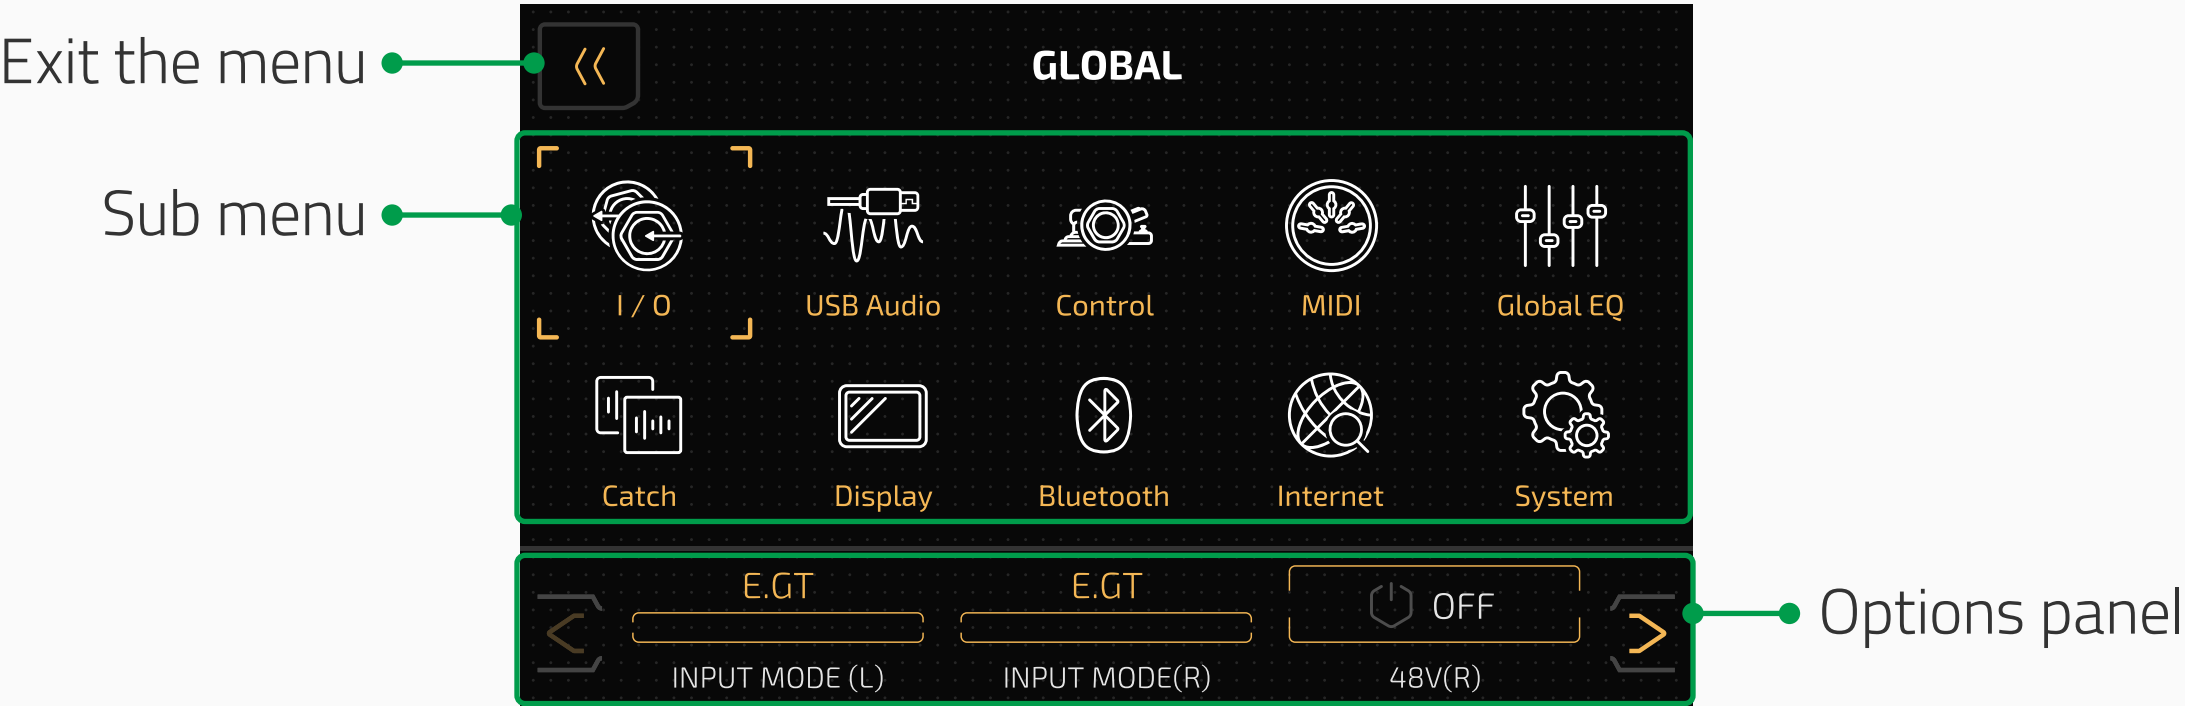 Exit the menu
GLOBAL
Sub menu
I / O
USB Audio
Control
MIDI
Global EQ
Catch
Display
Bluetooth
Internet
System
E.GT
E.GT
OFF
Options panel
INPUT MODE (L)
INPUT MODE(R)
48V(R)